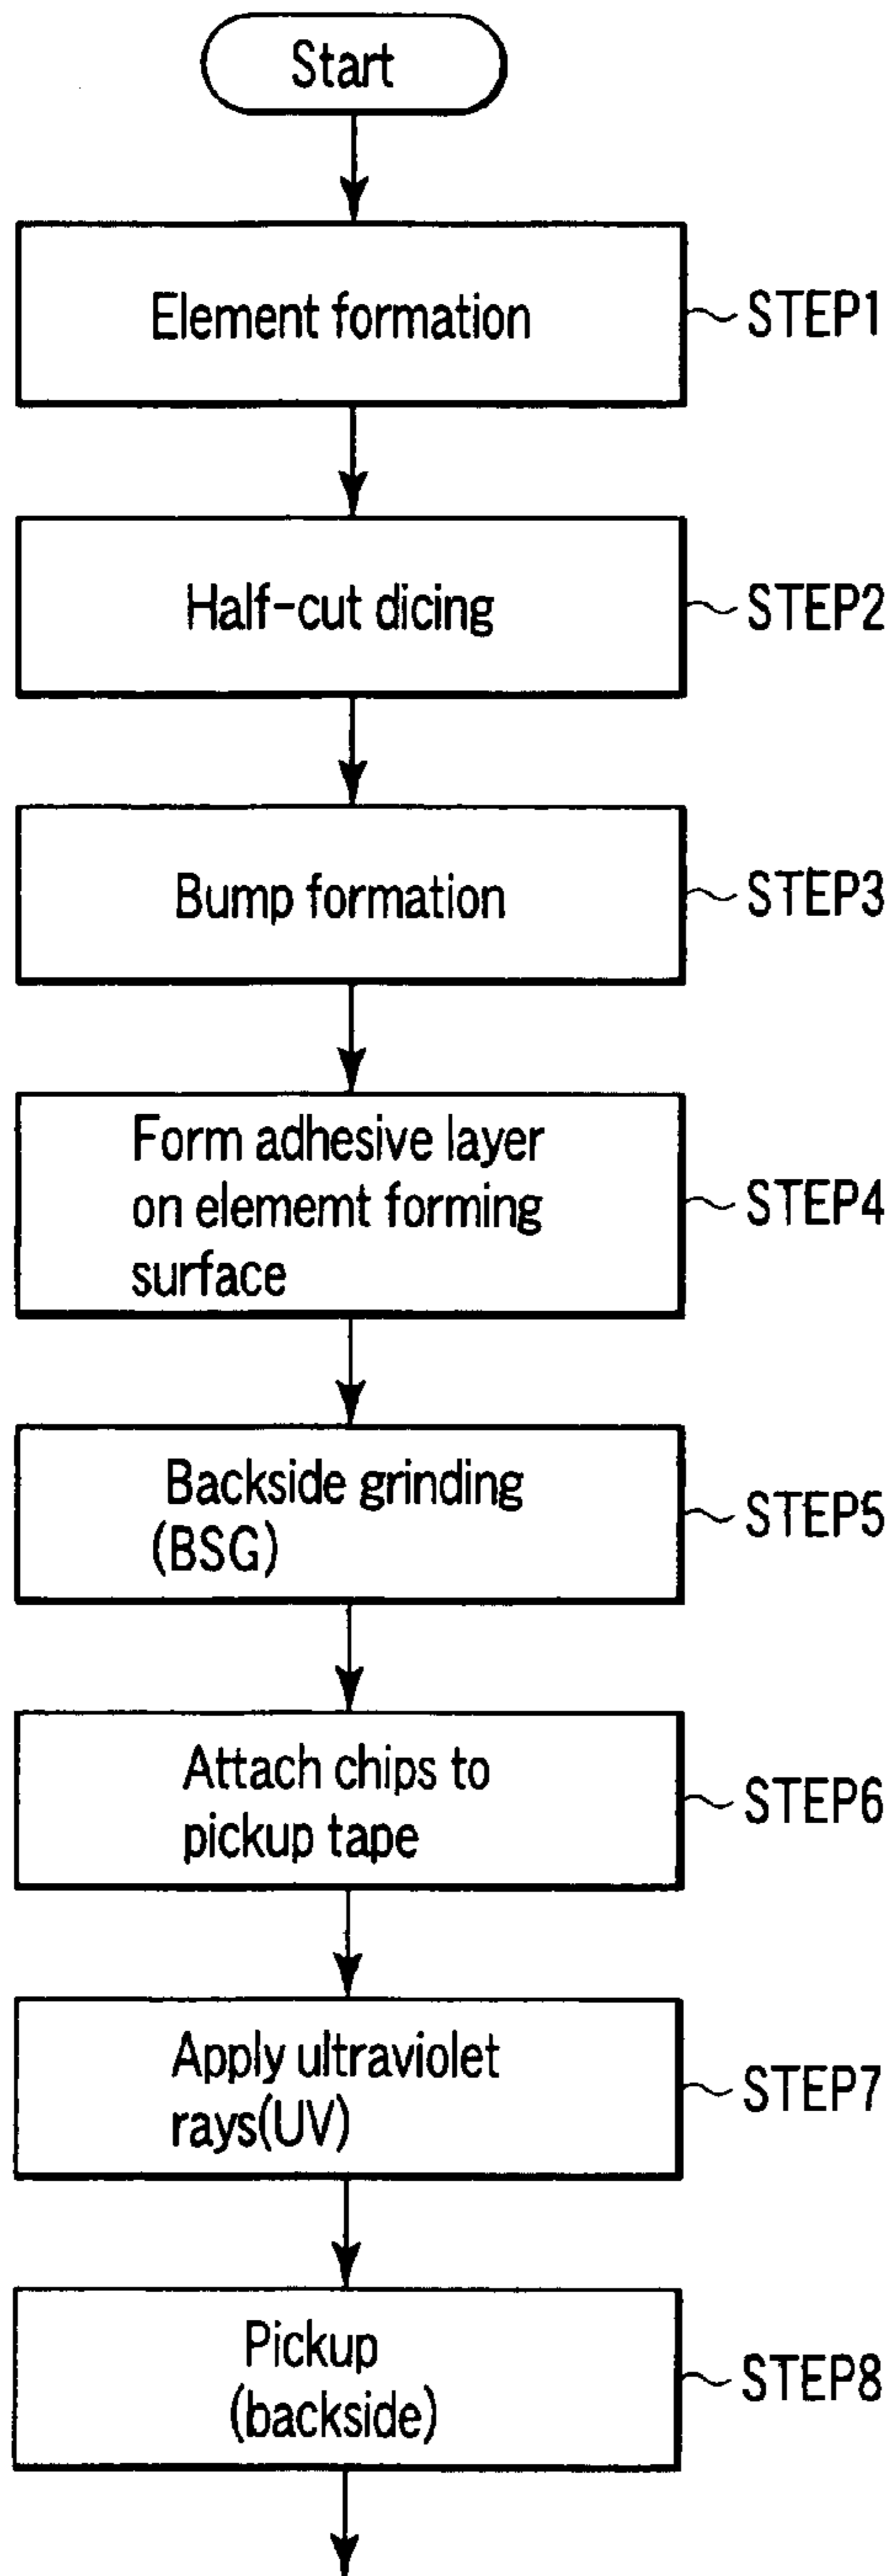 Start
Element formation
STEP1
Half-cut dicing
STEP2
Bump formation
STEP3
Form adhesive layer
on elememt forming
surface
STEP4
Backside grinding
(BSG)
STEP5
Attach chips to
pickup tape
STEP6
Apply ultraviolet
rays(UV)
STEP7
Pickup
(backside)
STEP8